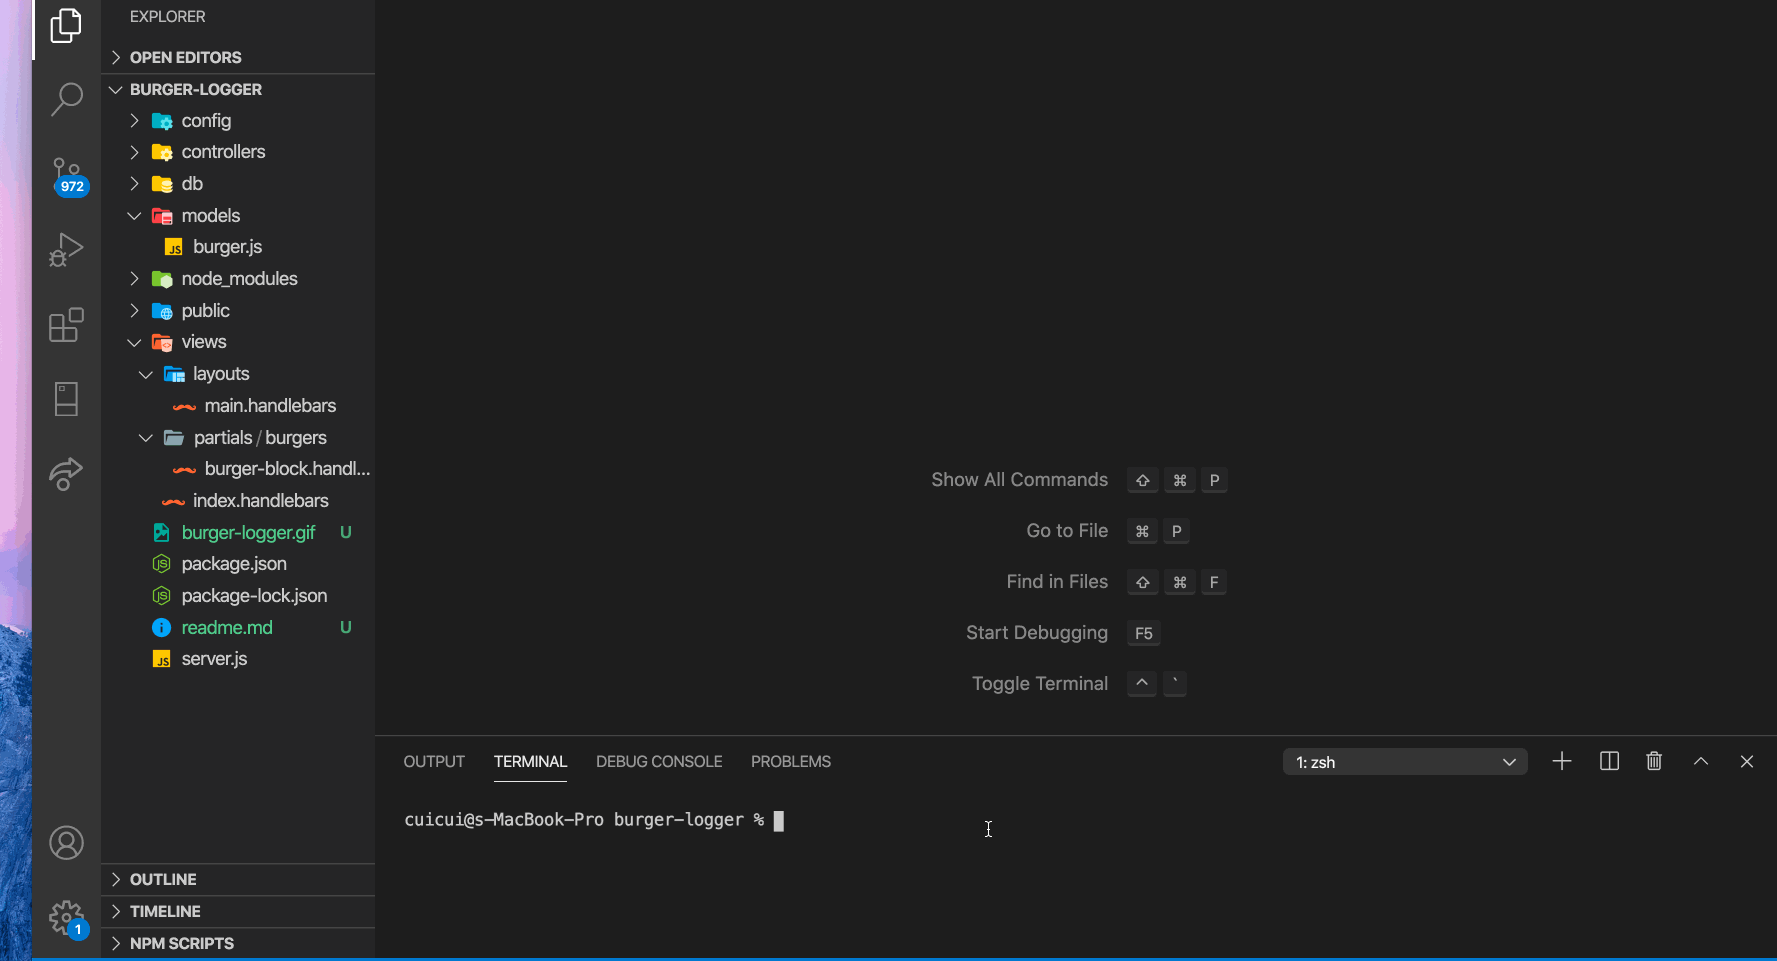 EXPLORER
OPEN EDITORS
BURGER-LOGGER
config
controllers
db
972
models
burger.js
node_modules
public
views
layouts
main.handlebars
partials / burgers
burger-block.handl...
index.handlebars
burger-logger.gif U
package.json
package-lock.json
readme.md U
server.js
OUTLINE
TIMELINE
1
NPM SCRIPTS
Show All Commands ⇧ ⌘ P
Go to File ⌘ P
Find in Files ⇧ ⌘ F
Start Debugging F5
Toggle Terminal ^ `
OUTPUT TERMINAL DEBUG CONSOLE PROBLEMS 1: zsh
cuicui@s-MacBook-Pro burger-logger %